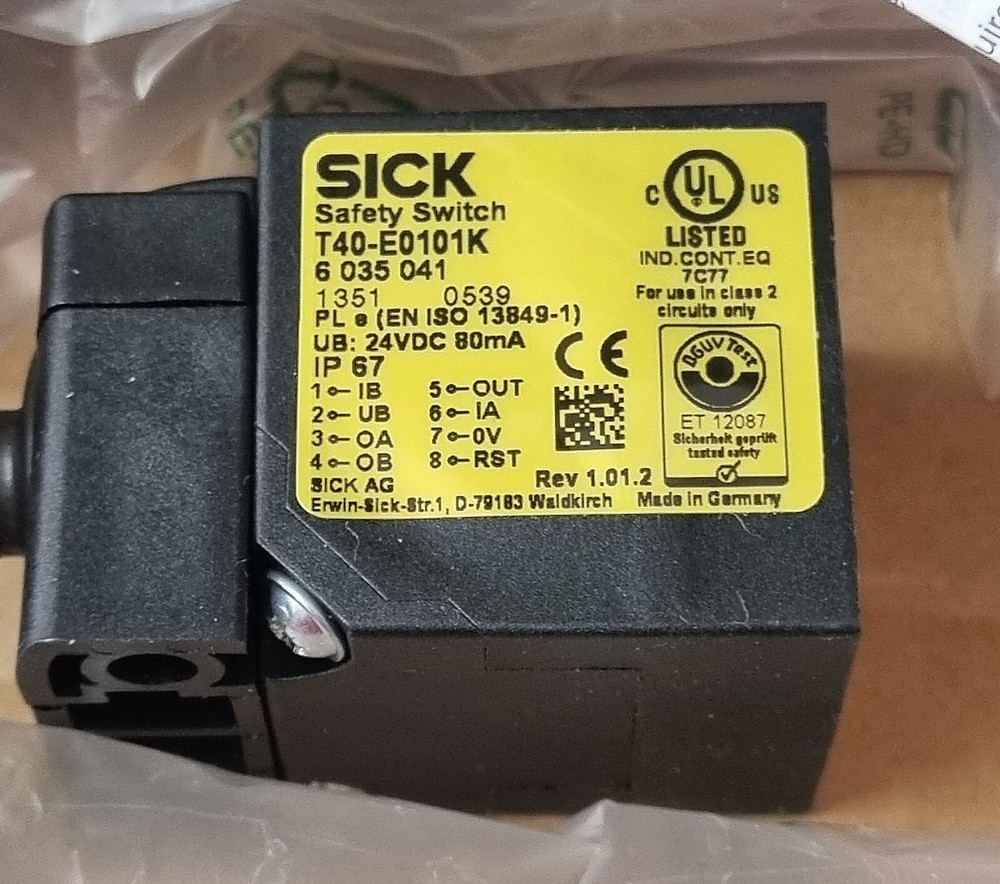 SICK
Safety Switch
T40-E0101K
6 035 041
1351 0539
PL e (EN ISO 13849-1)
UB: 24VDC 80mA
IP 67
1 IB 5 OUT
2 UB 6 IA
3 OA 7 0V
4 OB 8 RST
SICK AG
Erwin-Sick-Str.1, D-79183 Waldkirch
C UL US
LISTED
IND.CONT.EQ
7C77
For use in class 2
circuits only
CE
DGUV Test
ET 12087
Sicherheit geprüft
tested safety
Rev 1.01.2
Made in Germany
PE-HD